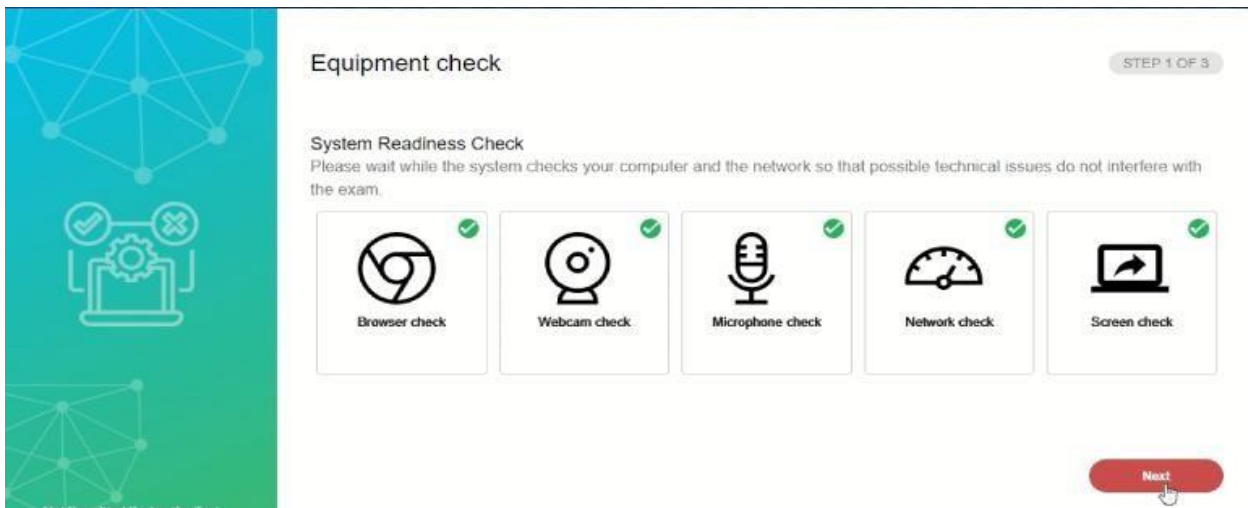 Equipment check
STEP 1 OF 3
System Readiness Check
Please wait while the system checks your computer and the network so that possible technical issues do not interfere with
the exam.
Browser check
Webcam check
Microphone check
Network check
Screen check
Next